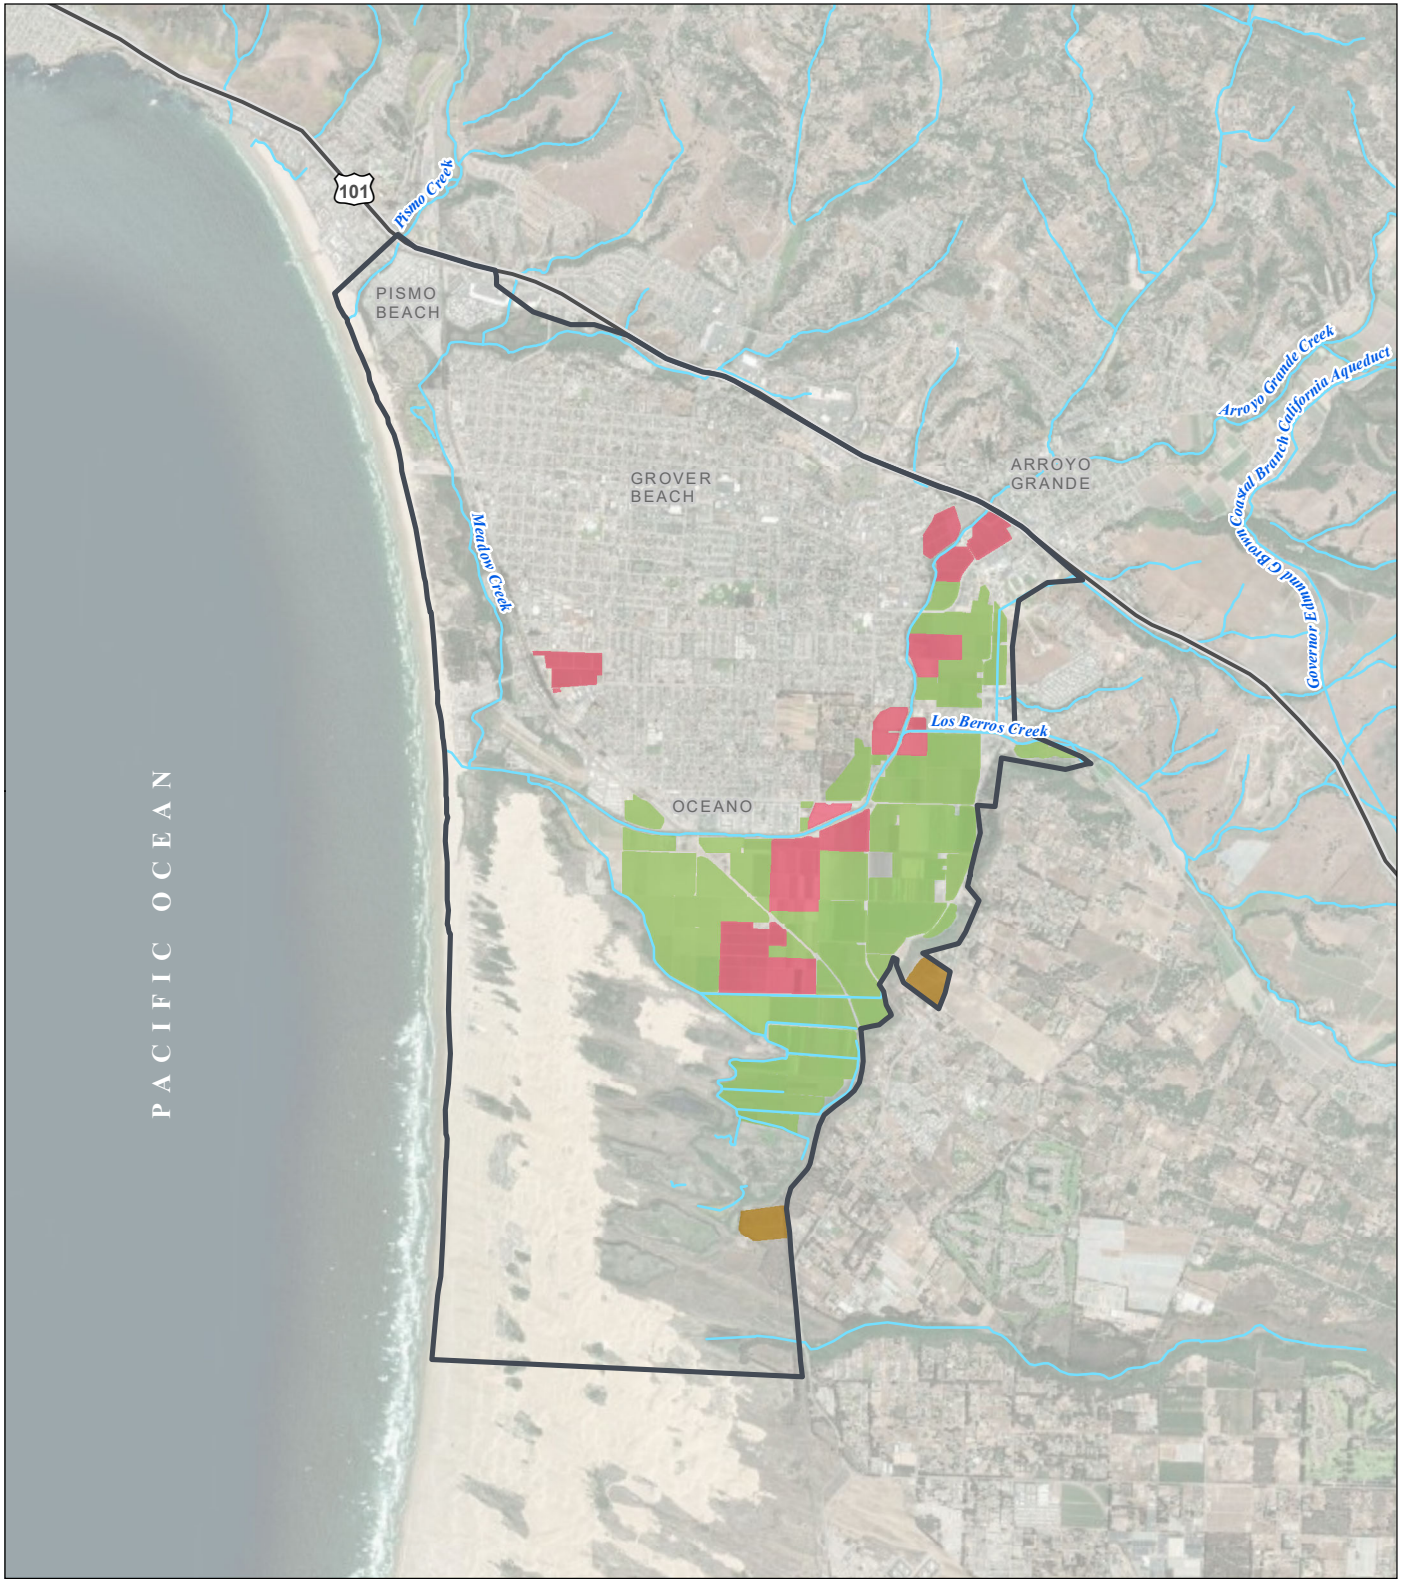 101
Pismo Creek
PISMO
BEACH
Arroyo Grande Creek
Governor Edmund G Brown Coastal Branch California Aqueduct
GROVER
BEACH
ARROYO
GRANDE
Meadow Creek
Los Berros Creek
OCEANO
PACIFIC OCEAN